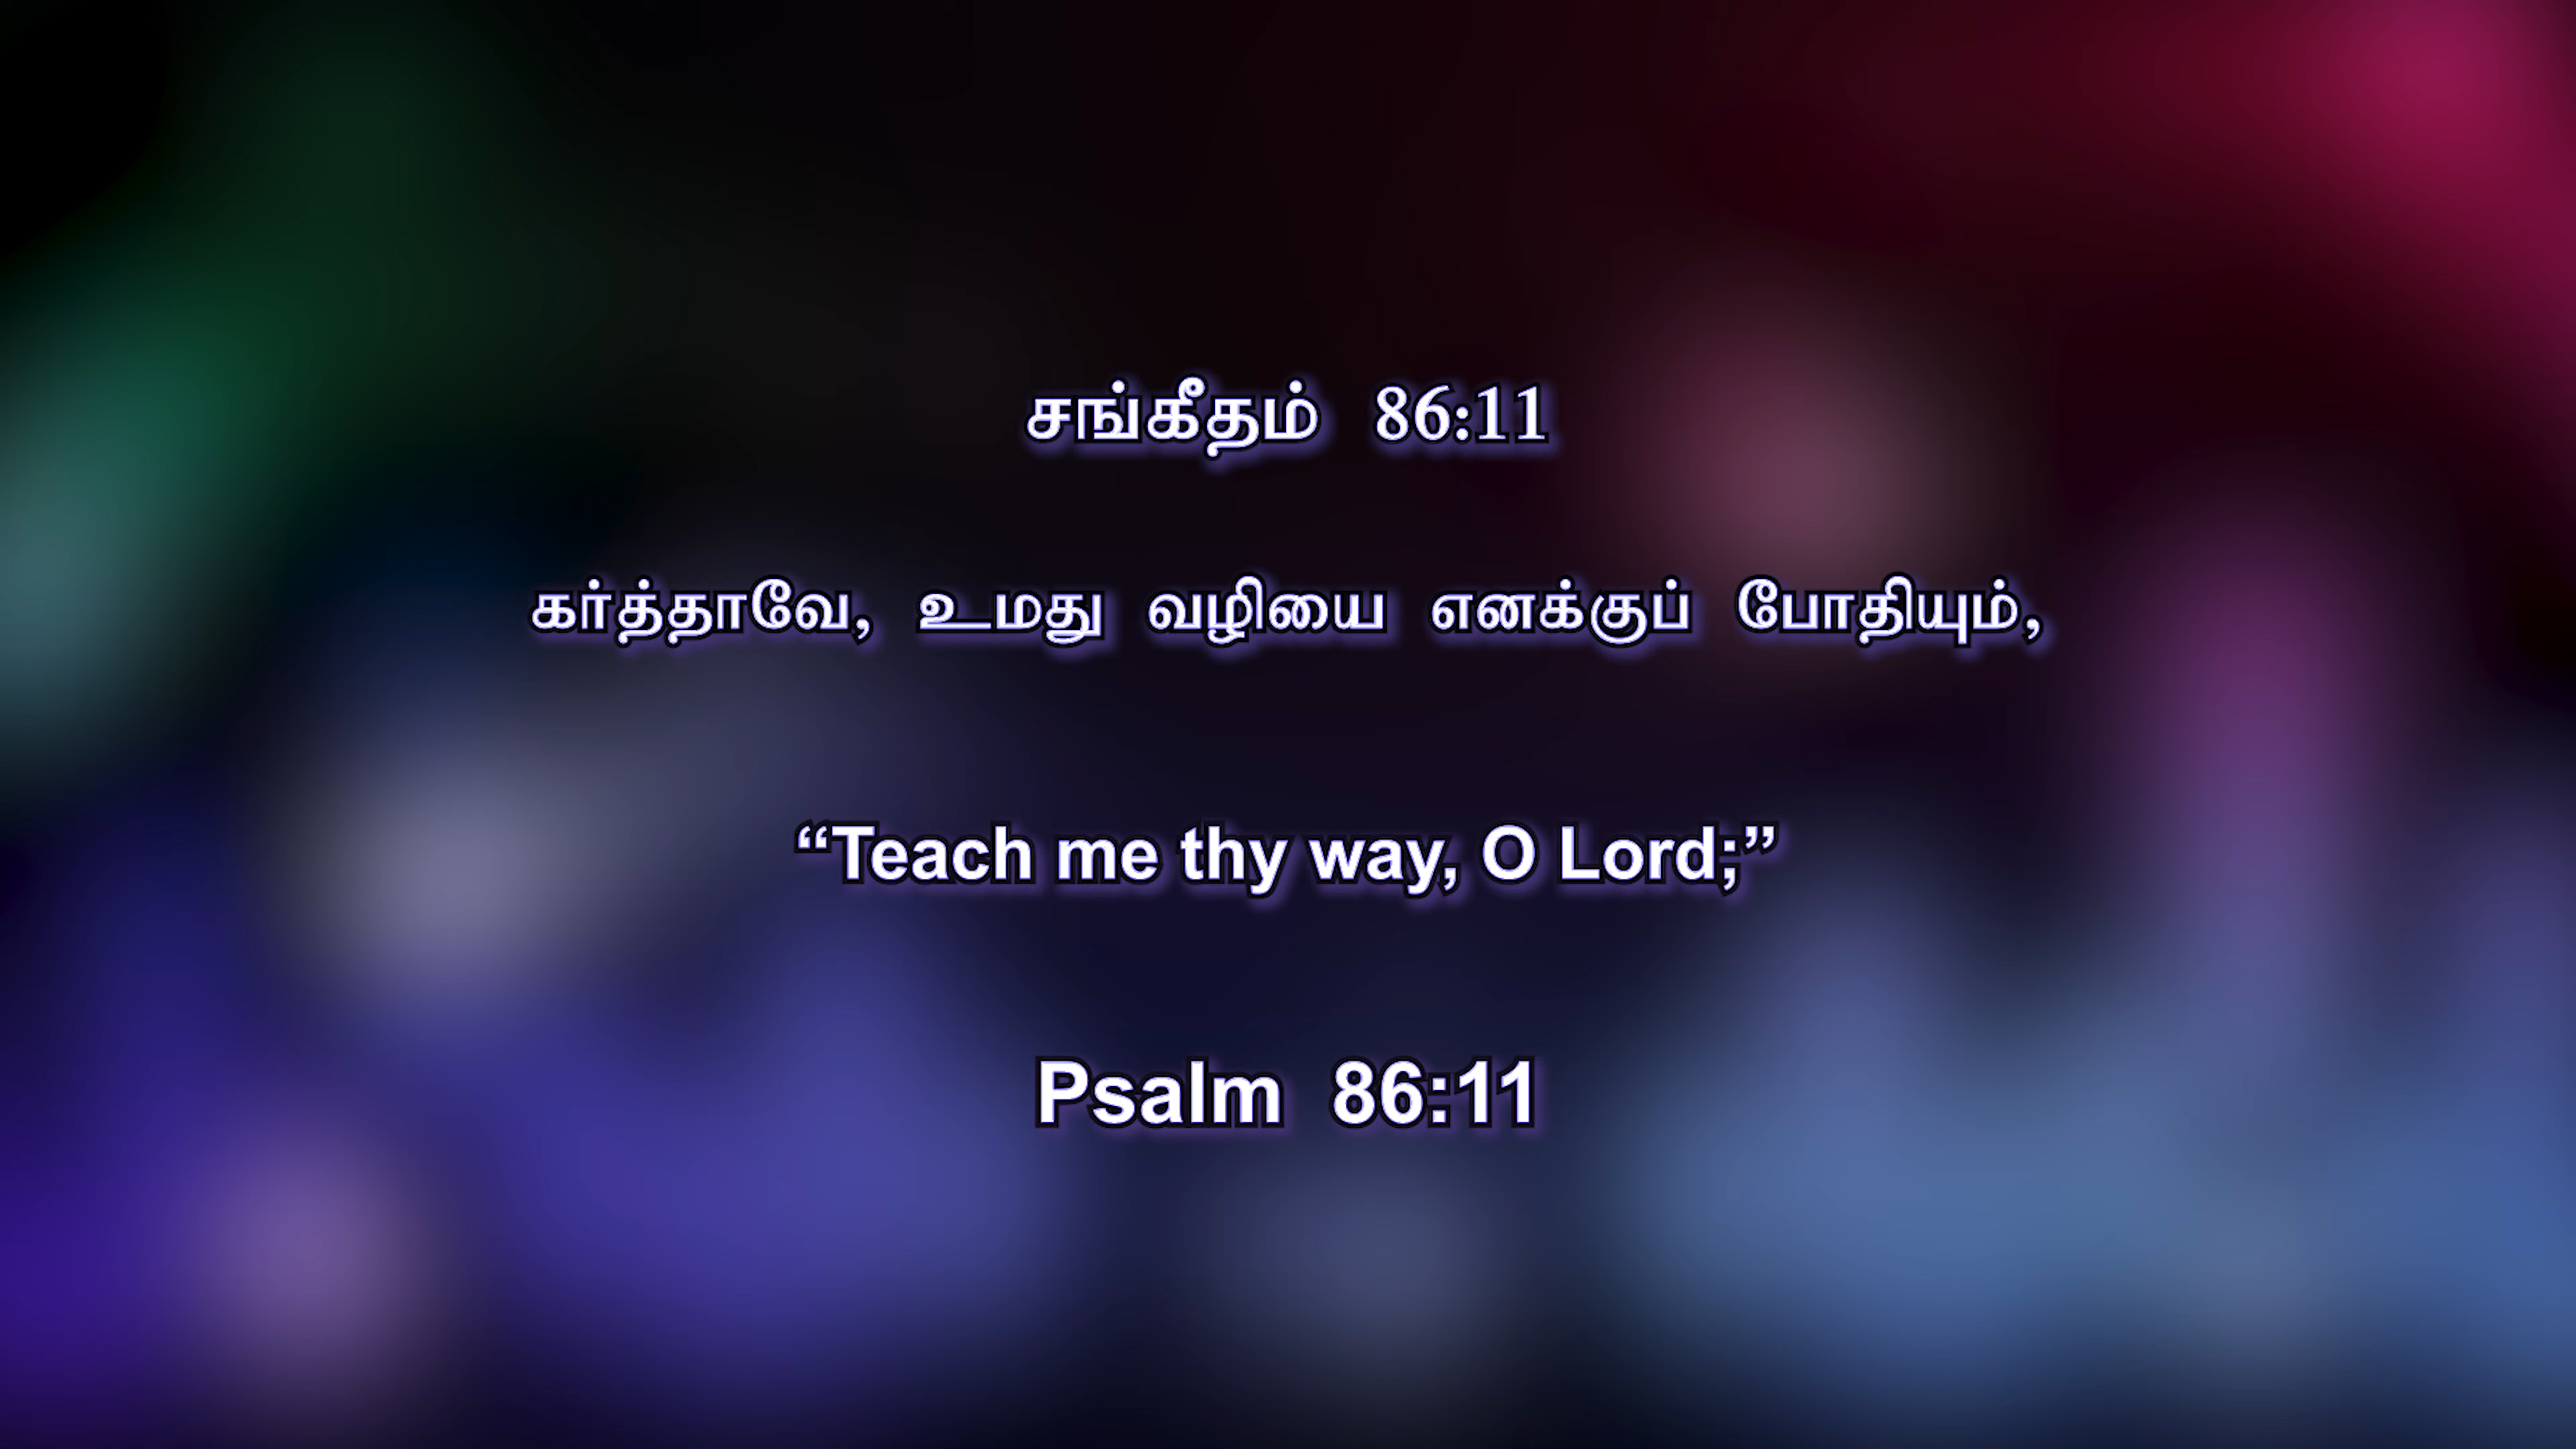 சங்கீதம் 86:11
கர்த்தாவே, உமது வழியை எனக்குப் போதியும்,
“Teach me thy way, O Lord;”
Psalm 86:11